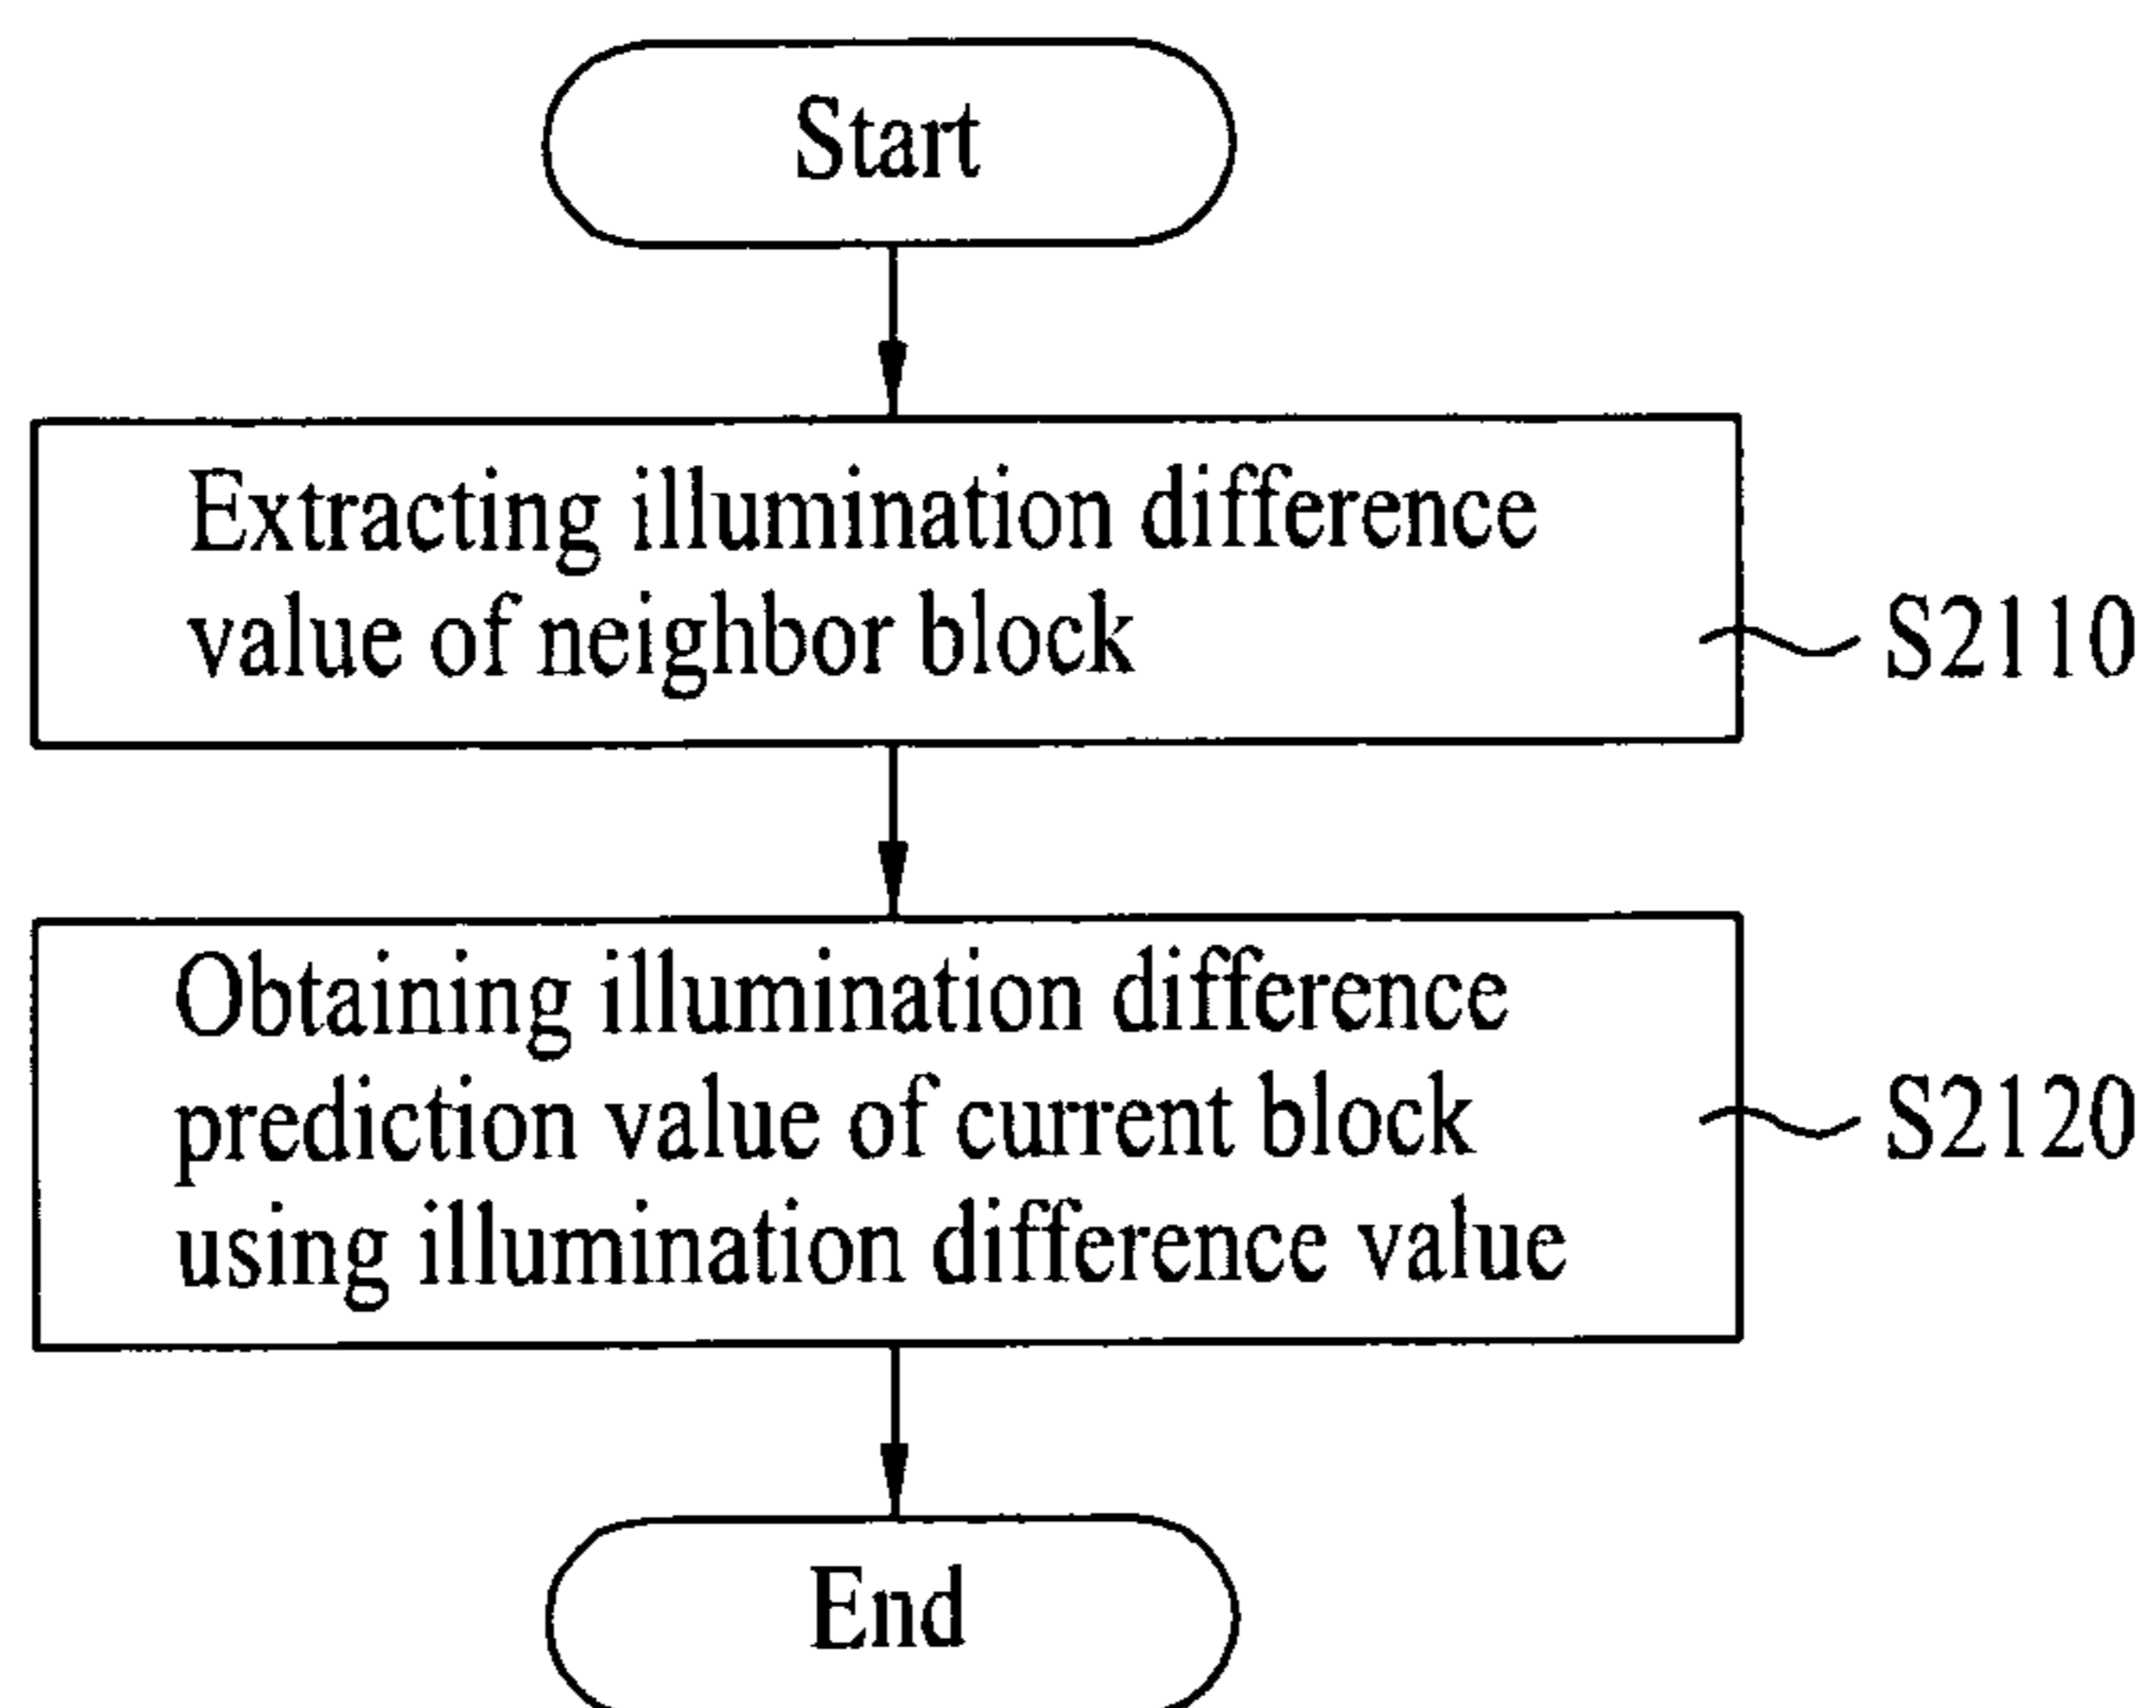 Start
Extracting illumination difference
value of neighbor block
S2110
Obtaining illumination difference
prediction value of current block
using illumination difference value
S2120
End